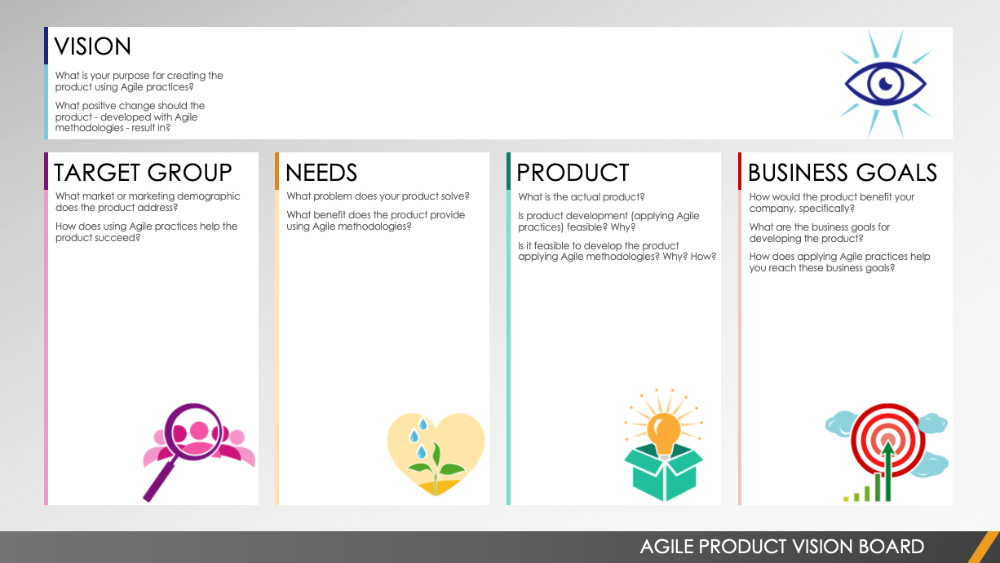 VISION
What is your purpose for creating the
product using Agile practices?
What positive change should the
product - developed with Agile
methodologies - result in?
TARGET GROUP
What market or marketing demographic
does the product address?
How does using Agile practices help the
product succeed?
NEEDS
What problem does your product solve?
What benefit does the product provide
using Agile methodologies?
PRODUCT
What is the actual product?
Is product development (applying Agile
practices) feasible? Why?
Is it feasible to develop the product
applying Agile methodologies? Why? How?
BUSINESS GOALS
How would the product benefit your
company, specifically?
What are the business goals for
developing the product?
How does applying Agile practices help
you reach these business goals?
AGILE PRODUCT VISION BOARD